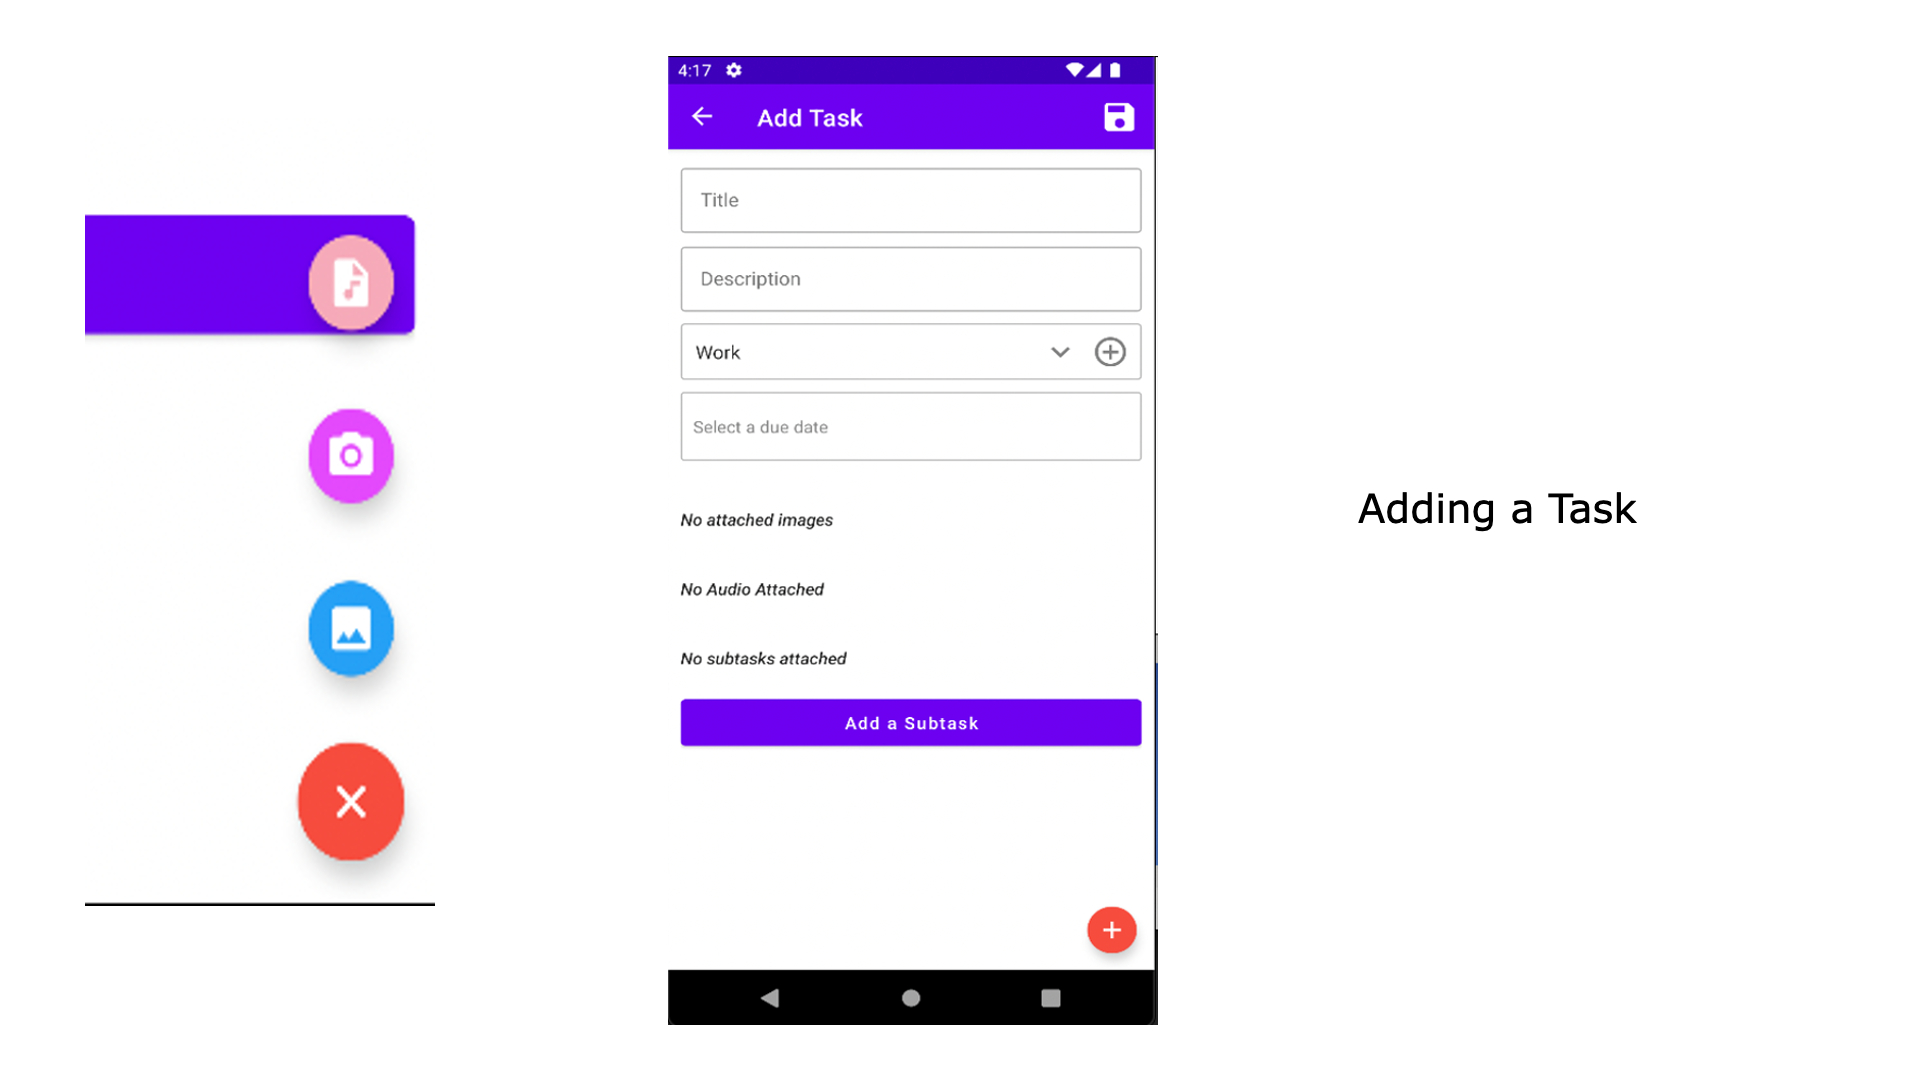 4:17
Add Task
Title
Description
Work
Select a due date
No attached images
No Audio Attached
No subtasks attached
Add a Subtask
Adding a Task